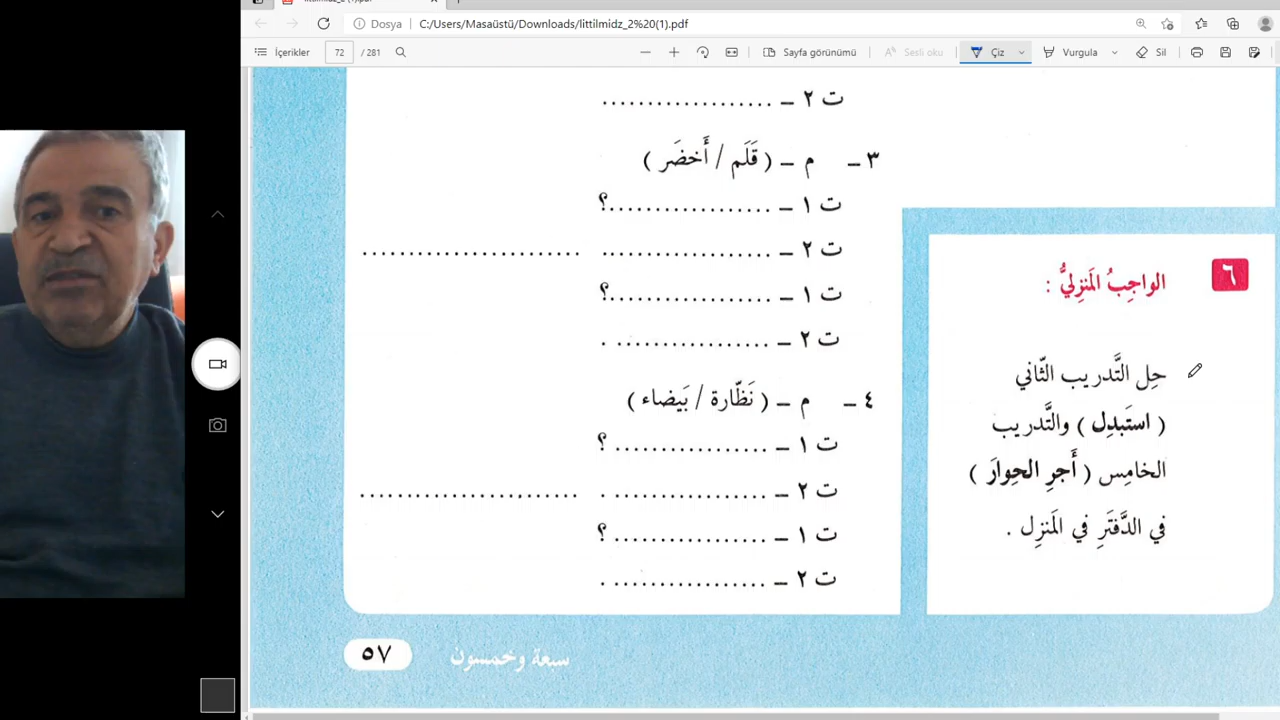 littilmidz_2 (1).pdf
Dosya C:/Users/Masaüstü/Downloads/littilmidz_2%20(1).pdf
İçerikler 72 / 281 Sayfa görünümü Sesli oku Çiz Vurgula Sil
ت ٢ – ...................
٣ – م – ( قَلَم / أَخضَر )
ت ١ – ..................؟
ت ٢ – ................... ........................
ت ١ – ..................؟
ت ٢ – ................. .
٤ – م – ( نَظّارة / بَيضاء )
ت ١ – ................. ؟
ت ٢ – ................. . ........................
ت ١ – ................. ؟
ت ٢ – ................. .
٥٧ سبعة وخمسون
٦ الواجِبُ المَنزِليُّ :
حِل التَّدريب الثّاني
( استَبدِل ) والتَّدريب
الخامِس ( أَجرِ الحِوارَ )
في الدَّفتَرِ في المَنزِل .